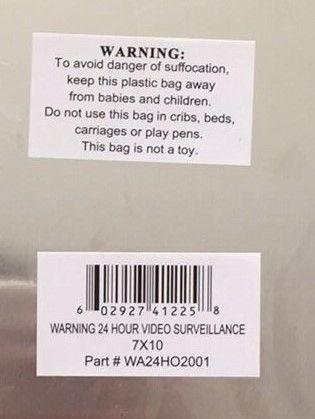 WARNING:
To avoid danger of suffocation,
keep this plastic bag away
from babies and children.
Do not use this bag in cribs, beds,
carriages or play pens.
This bag is not a toy.
6 02927 41225 8
WARNING 24 HOUR VIDEO SURVEILLANCE
7X10
Part # WA24HO2001